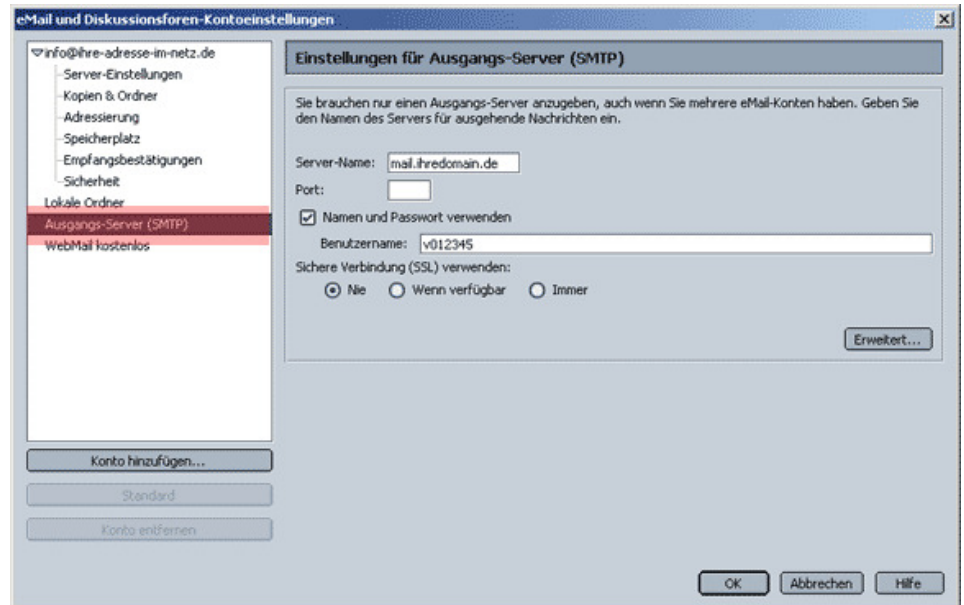 eMail und Diskussionsforen-Kontoeinstellungen
info@ihre-adresse-im-netz.de
Server-Einstellungen
Kopien & Ordner
Adressierung
Speicherplatz
Empfangsbestätigungen
Sicherheit
Lokale Ordner
Ausgangs-Server (SMTP)
WebMail kostenlos
Konto hinzufügen...
Standard
Konto entfernen
Einstellungen für Ausgangs-Server (SMTP)
Sie brauchen nur einen Ausgangs-Server anzugeben, auch wenn Sie mehrere eMail-Konten haben. Geben Sie
den Namen des Servers für ausgehende Nachrichten ein.
Server-Name: mail.ihredomain.de
Port:
Namen und Passwort verwenden
Benutzername: v012345
Sichere Verbindung (SSL) verwenden:
Nie Wenn verfügbar Immer
Erweitert...
OK Abbrechen Hilfe